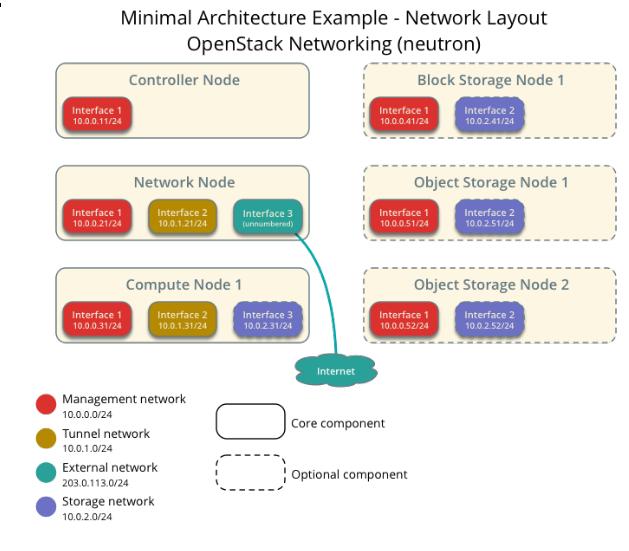 Minimal Architecture Example - Network Layout
OpenStack Networking (neutron)
Controller Node
Interface 1
10.0.0.11/24
Block Storage Node 1
Interface 1
10.0.0.41/24
Interface 2
10.0.2.41/24
Network Node
Interface 1
10.0.0.21/24
Interface 2
10.0.1.21/24
Interface 3
(unnumbered)
Object Storage Node 1
Interface 1
10.0.0.51/24
Interface 2
10.0.2.51/24
Compute Node 1
Interface 1
10.0.0.31/24
Interface 2
10.0.1.31/24
Interface 3
10.0.2.31/24
Object Storage Node 2
Interface 1
10.0.0.52/24
Interface 2
10.0.2.52/24
Internet
Management network
10.0.0.0/24
Tunnel network
10.0.1.0/24
External network
203.0.113.0/24
Storage network
10.0.2.0/24
Core component
Optional component